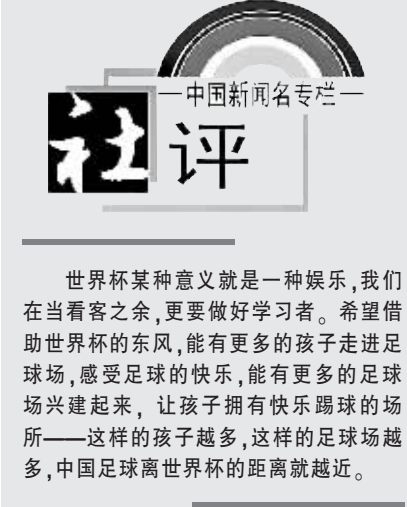 —中国新闻名专栏—
社评
世界杯某种意义就是一种娱乐,我们
在当看客之余,更要做好学习者。希望借
助世界杯的东风,能有更多的孩子走进足
球场,感受足球的快乐,能有更多的足球
场兴建起来，让孩子拥有快乐踢球的场
所——这样的孩子越多,这样的足球场越
多,中国足球离世界杯的距离就越近。